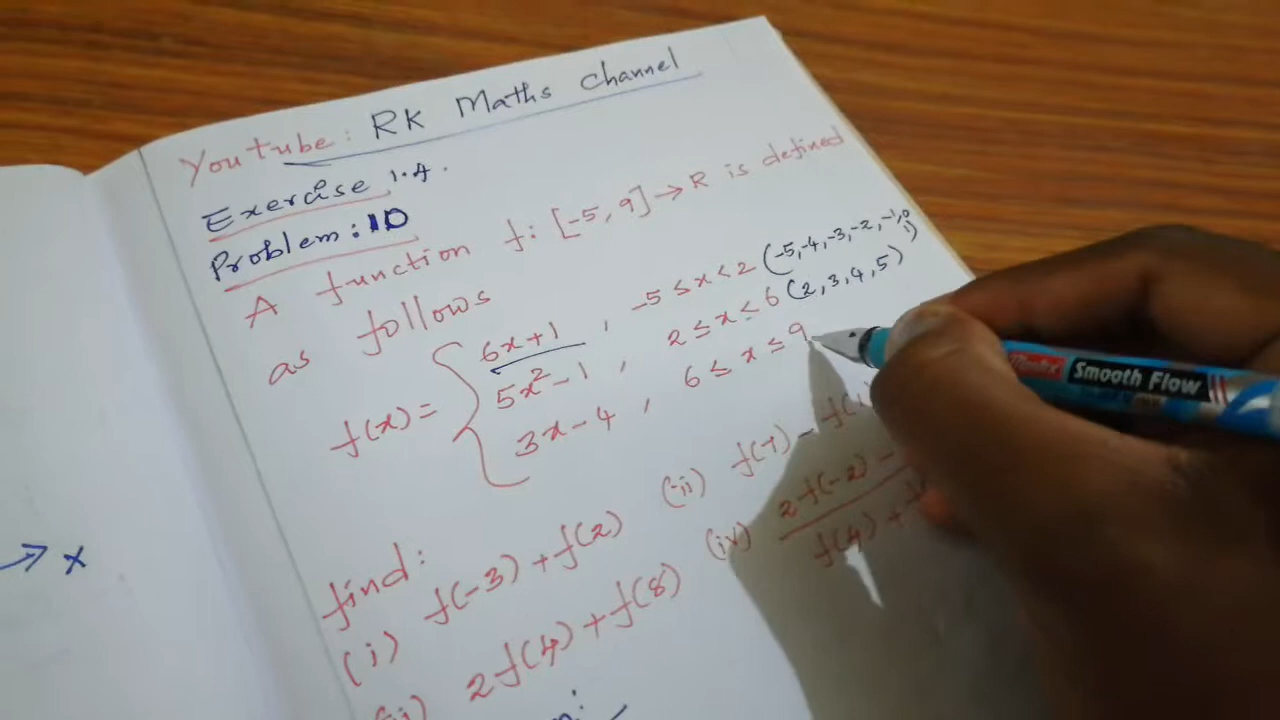 YouTube: RK Maths Channel
Exercise 1.4.
Problem: 10
A function f: [-5, 9] → R is defined
as follows
f(x) = { 6x+1 , -5 ≤ x < 2 (-5,-4,-3,-2,-1,0
1)
5x²-1 , 2 ≤ x ≤ 6 (2,3,4,5)
3x-4 , 6 ≤ x ≤ 9
find:
(i) f(-3)+f(2) (ii) f(7)-f(
2f(4)+f(8) (iv) 2f(-2) -
f(4) +
→ x
Mentex Smooth Flow